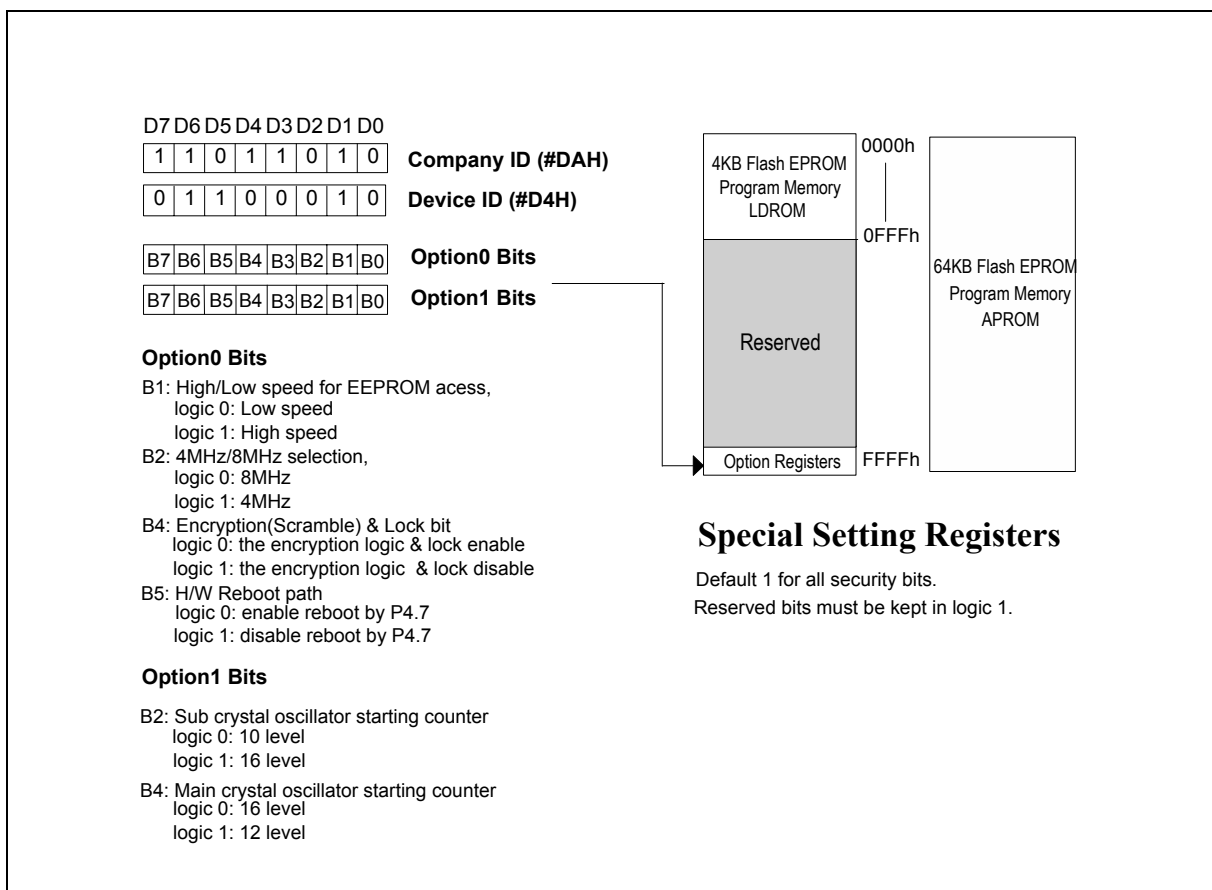 D7 D6 D5 D4 D3 D2 D1 D0
1 1 0 1 1 0 1 0 Company ID (#DAH)
0 1 1 0 0 0 1 0 Device ID (#D4H)
B7 B6 B5 B4 B3 B2 B1 B0 Option0 Bits
B7 B6 B5 B4 B3 B2 B1 B0 Option1 Bits
Option0 Bits
B1: High/Low speed for EEPROM acess,
logic 0: Low speed
logic 1: High speed
B2: 4MHz/8MHz selection,
logic 0: 8MHz
logic 1: 4MHz
B4: Encryption(Scramble) & Lock bit
logic 0: the encryption logic & lock enable
logic 1: the encryption logic & lock disable
B5: H/W Reboot path
logic 0: enable reboot by P4.7
logic 1: disable reboot by P4.7
Option1 Bits
B2: Sub crystal oscillator starting counter
logic 0: 10 level
logic 1: 16 level
B4: Main crystal oscillator starting counter
logic 0: 16 level
logic 1: 12 level
4KB Flash EPROM
Program Memory
LDROM
0000h
0FFFh
Reserved
Option Registers
FFFFh
64KB Flash EPROM
Program Memory
APROM
Special Setting Registers
Default 1 for all security bits.
Reserved bits must be kept in logic 1.